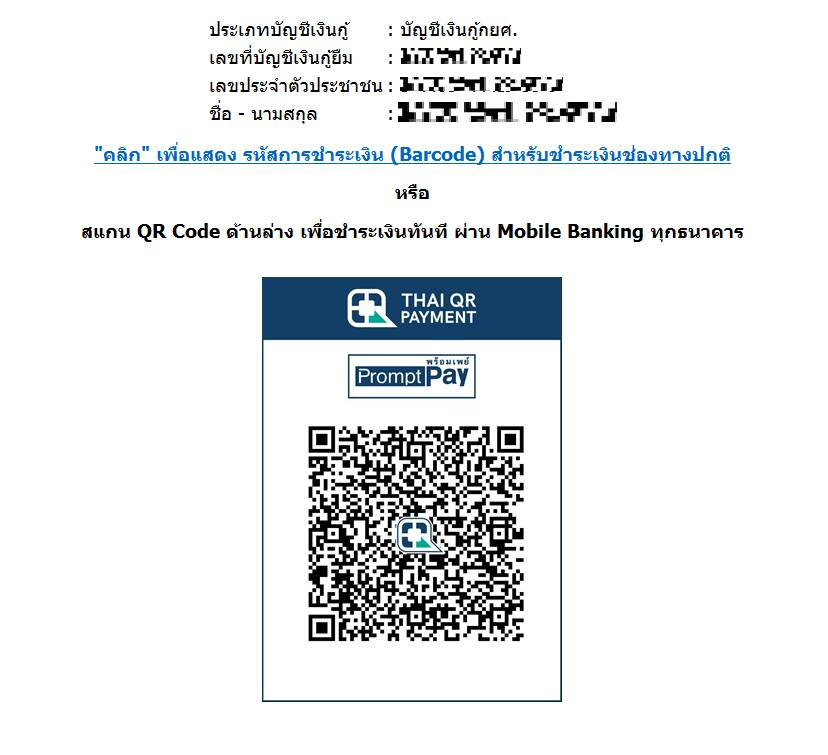 ประเภทบัญชีเงินกู้ : บัญชีเงินกู้กยศ.
เลขที่บัญชีเงินกู้ยืม :
เลขประจำตัวประชาชน :
ชื่อ - นามสกุล :
"คลิก" เพื่อแสดง รหัสการชำระเงิน (Barcode) สำหรับชำระเงินช่องทางปกติ
หรือ
สแกน QR Code ด้านล่าง เพื่อชำระเงินทันที ผ่าน Mobile Banking ทุกธนาคาร
THAI QR
PAYMENT
พร้อมเพย์
PromptPay